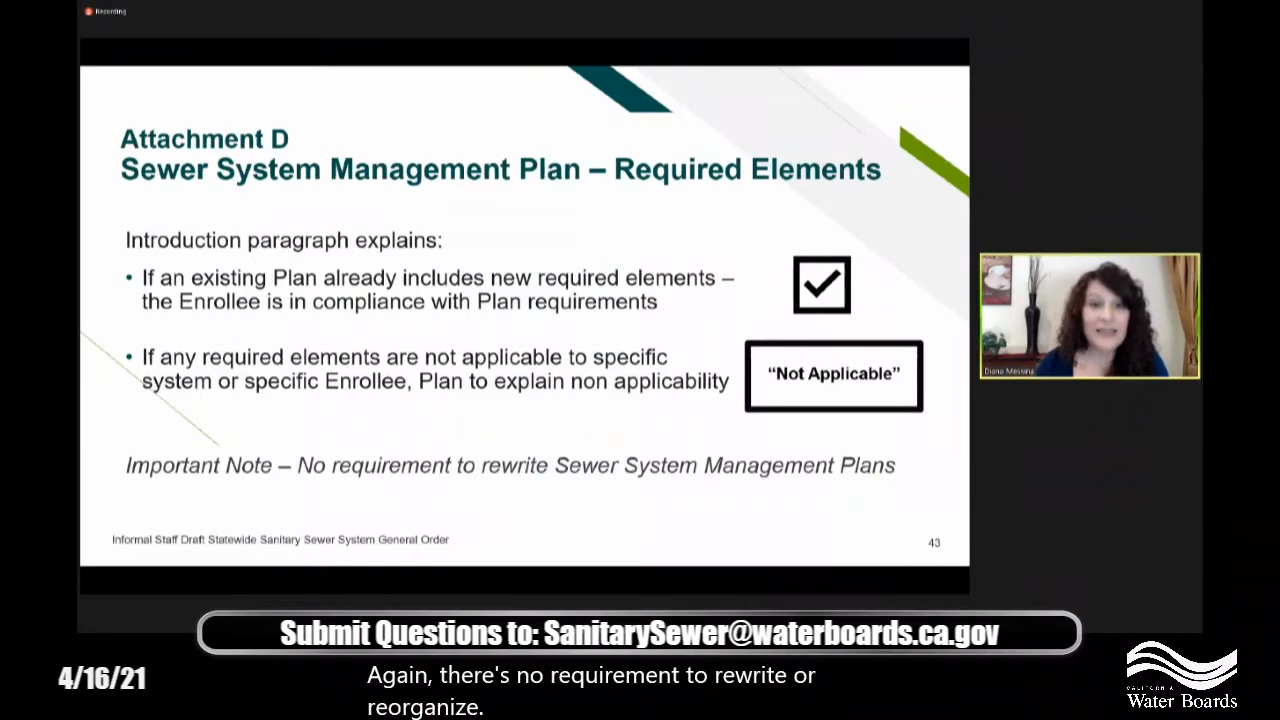 Recording
Attachment D
Sewer System Management Plan – Required Elements
Introduction paragraph explains:
• If an existing Plan already includes new required elements –
the Enrollee is in compliance with Plan requirements
• If any required elements are not applicable to specific
system or specific Enrollee, Plan to explain non applicability
“Not Applicable”
Important Note – No requirement to rewrite Sewer System Management Plans
Informal Staff Draft Statewide Sanitary Sewer System General Order
43
Diana Messina
Submit Questions to: SanitarySewer@waterboards.ca.gov
4/16/21
Again, there's no requirement to rewrite or
reorganize.
CALIFORNIA
Water Boards